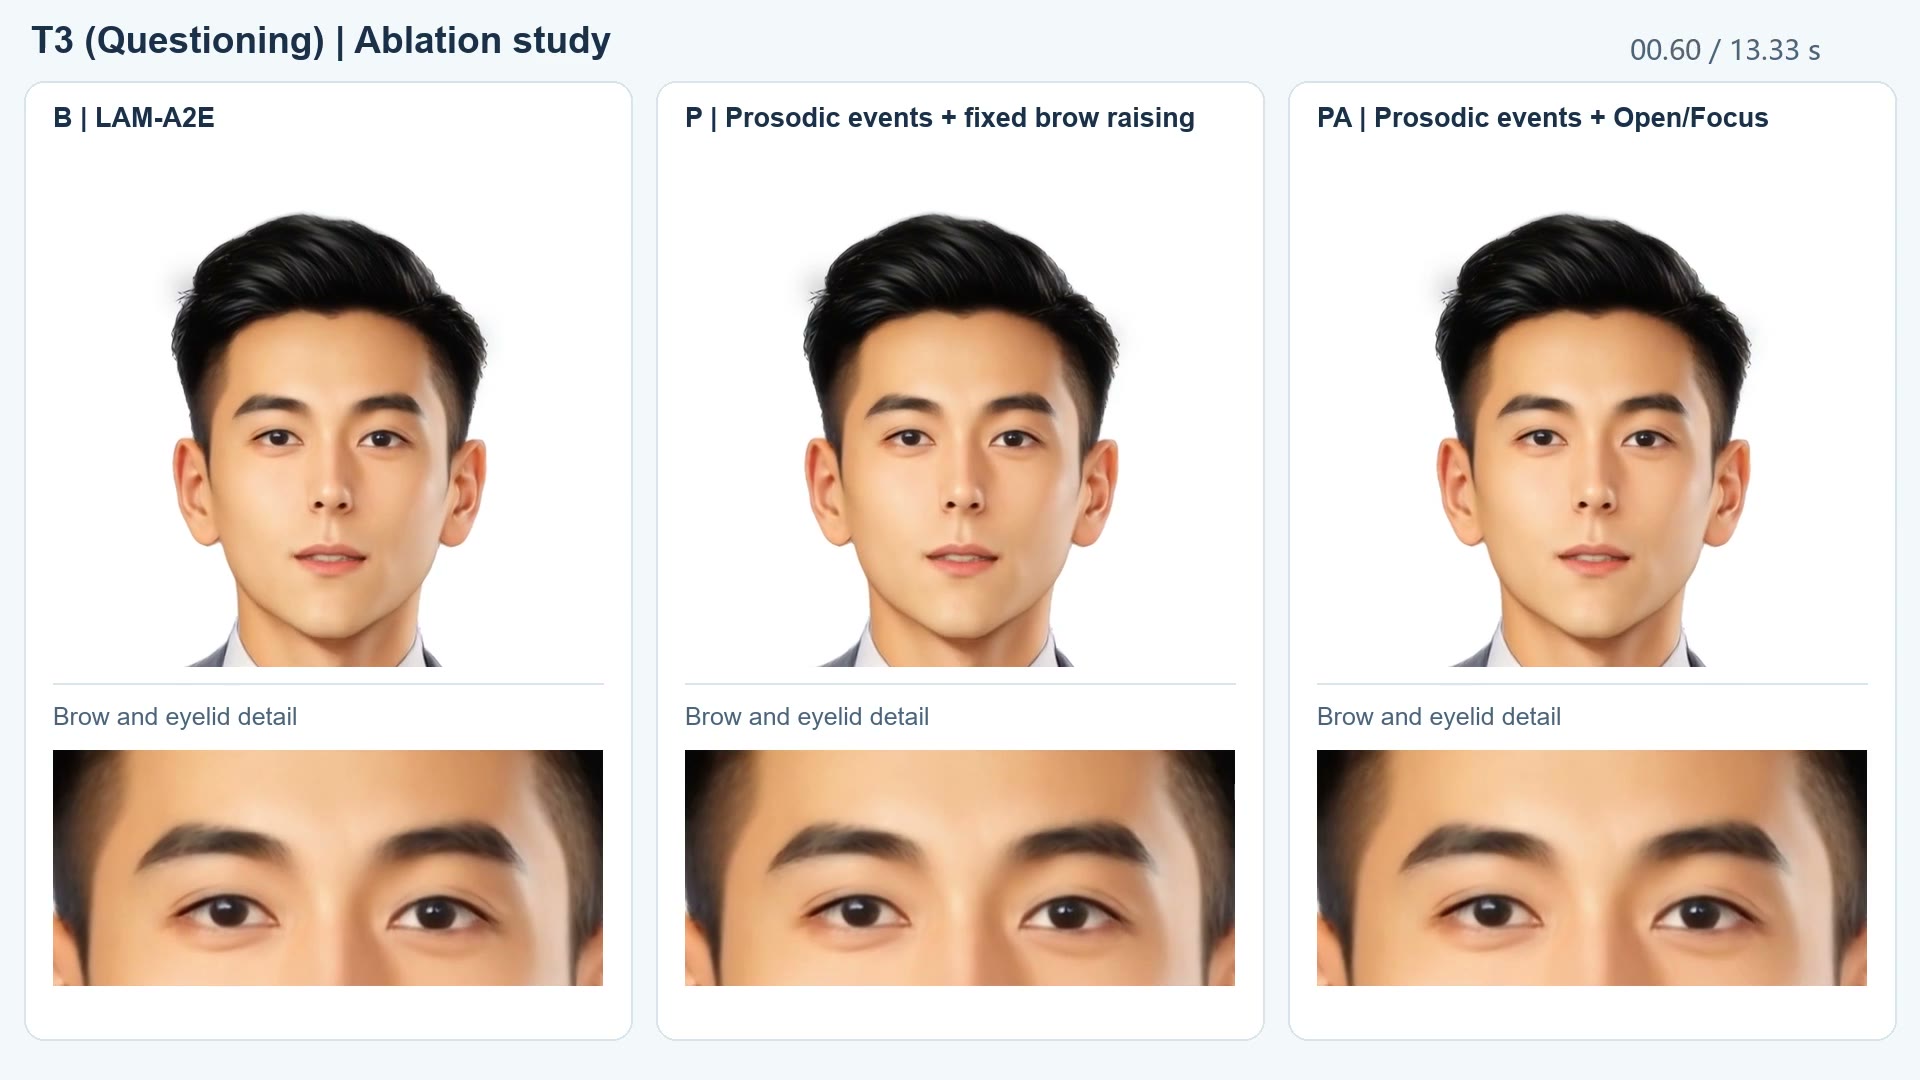 T3 (Questioning) | Ablation study
00.60 / 13.33 s
B | LAM-A2E
P | Prosodic events + fixed brow raising
PA | Prosodic events + Open/Focus
Brow and eyelid detail
Brow and eyelid detail
Brow and eyelid detail